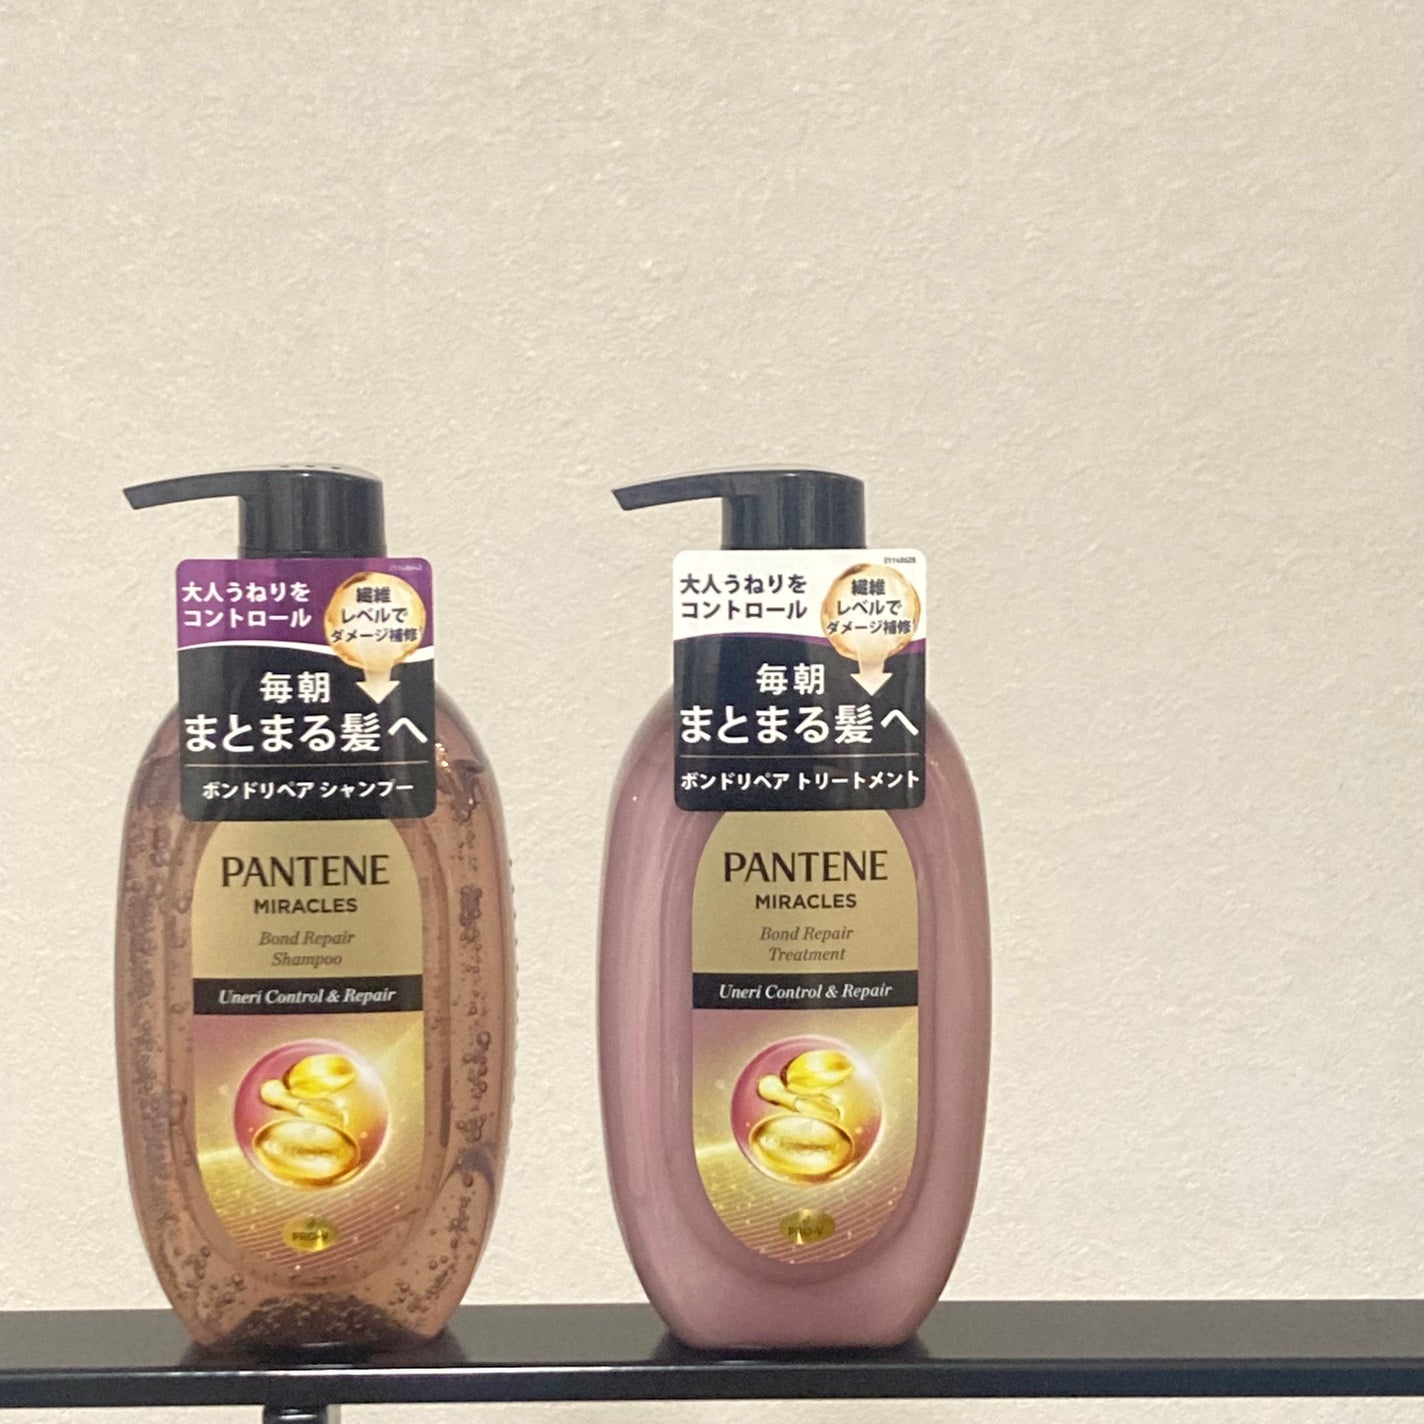 大人うねりを
コントロール
繊維
レベルで
ダメージ補修
毎朝
まとまる髪へ
ボンドリペア シャンプー
PANTENE
MIRACLES
Bond Repair
Shampoo
Uneri Control & Repair
PRO-V
大人うねりを
コントロール
繊維
レベルで
ダメージ補修
毎朝
まとまる髪へ
ボンドリペア トリートメント
PANTENE
MIRACLES
Bond Repair
Treatment
Uneri Control & Repair
PRO-V